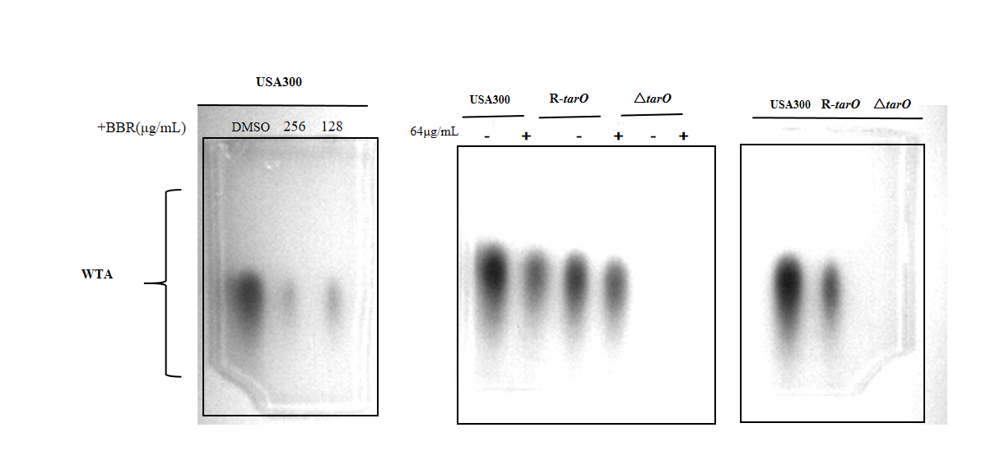 USA300
+BBR(μg/mL)
DMSO 256 128
WTA
USA300 R-tarO △tarO
64μg/mL - + - + - +
USA300 R-tarO △tarO